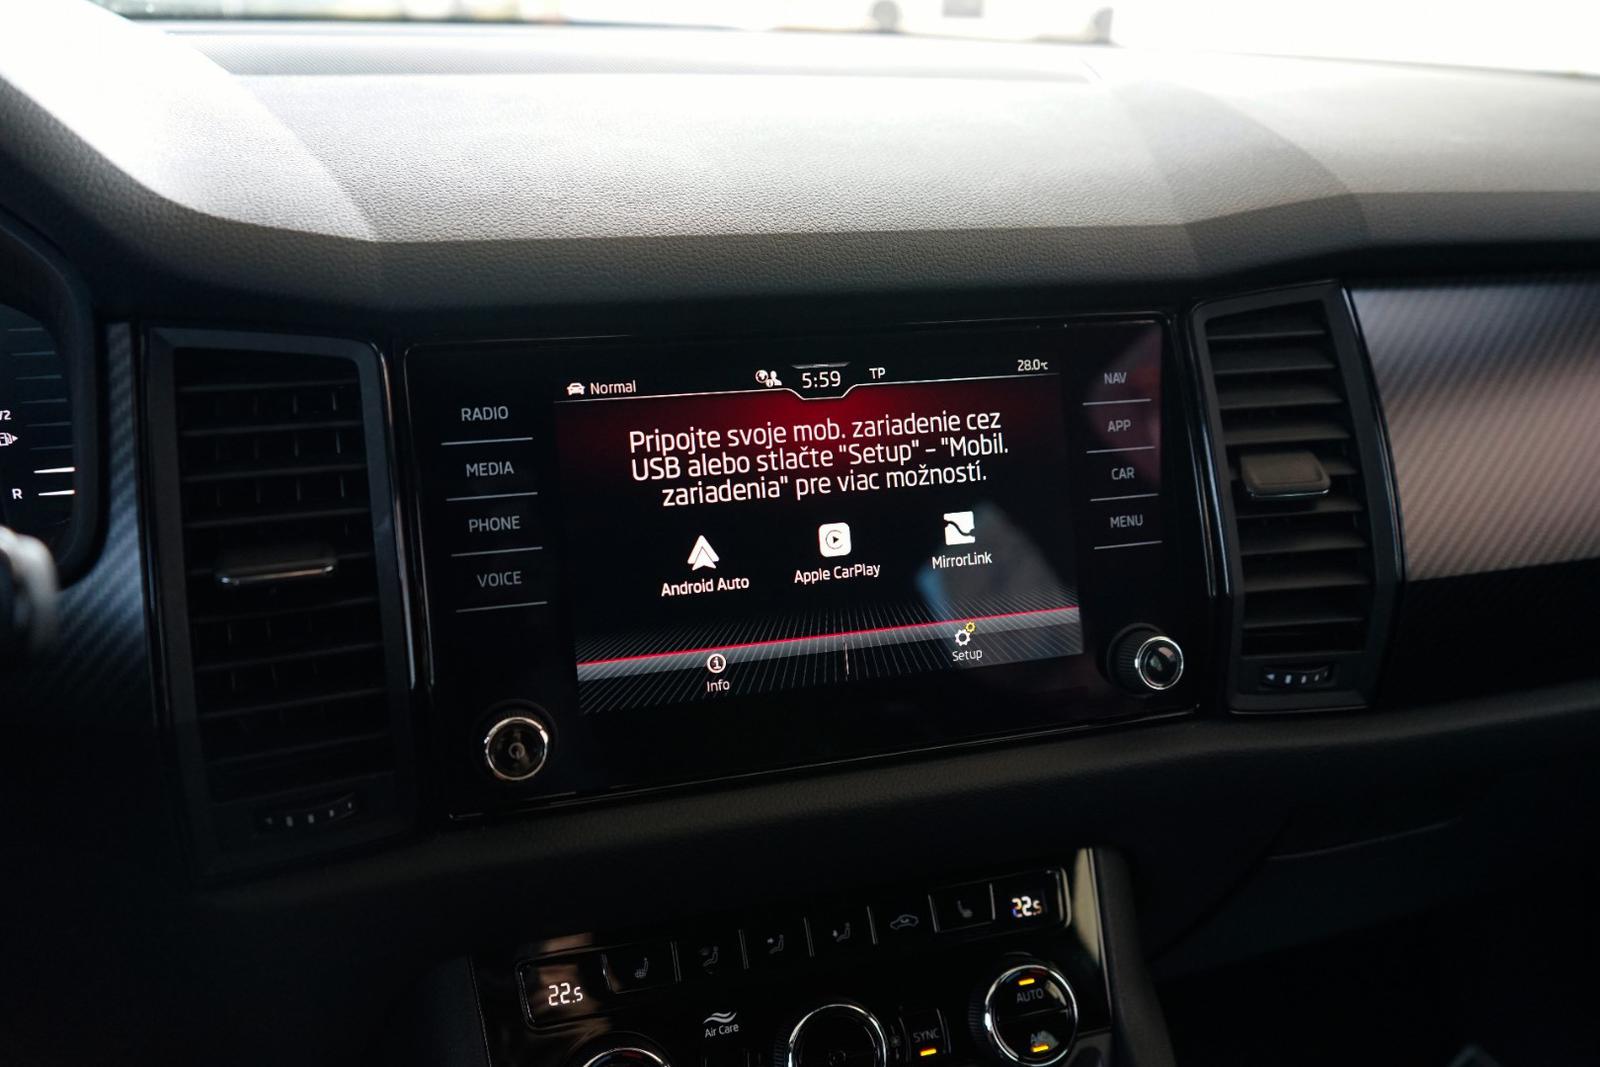 Normal
5:59
TP
28.0°C
RADIO
MEDIA
PHONE
VOICE
NAV
APP
CAR
MENU
Pripojte svoje mob. zariadenie cez
USB alebo stlačte "Setup" – "Mobil.
zariadenia" pre viac možností.
Android Auto
Apple CarPlay
MirrorLink
Info
Setup
R
22.5
22.5
Air Care
SYNC
AUTO
A/C